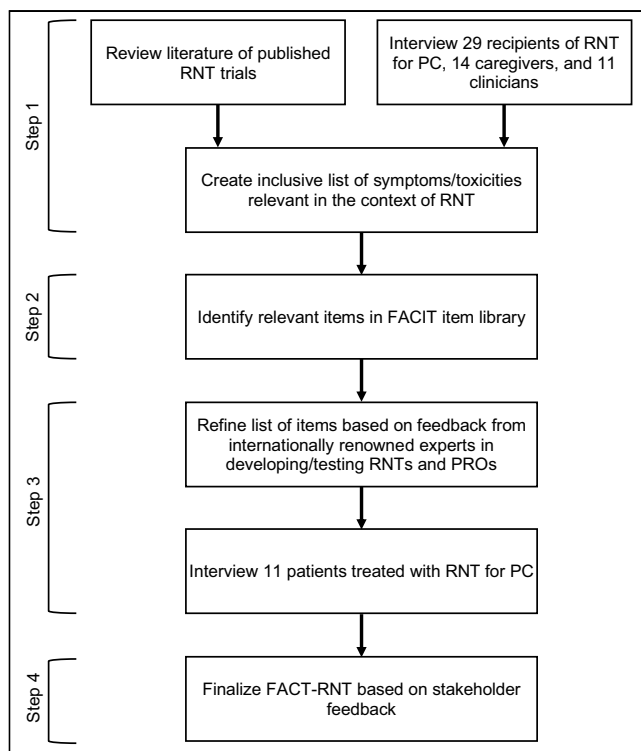 Step 1
Review literature of published
RNT trials
Interview 29 recipients of RNT
for PC, 14 caregivers, and 11
clinicians
Create inclusive list of symptoms/toxicities
relevant in the context of RNT
Step 2
Identify relevant items in FACIT item library
Step 3
Refine list of items based on feedback from
internationally renowned experts in
developing/testing RNTs and PROs
Interview 11 patients treated with RNT for PC
Step 4
Finalize FACT-RNT based on stakeholder
feedback